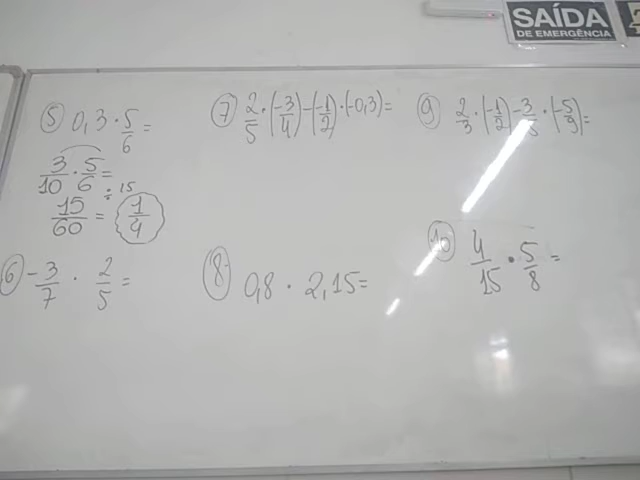 SAÍDA
DE EMERGÊNCIA
5 0,3 · 5/6 =
3/10 · 5/6 =
: 15
15/60 = 1/4
6 -3/7 · 2/5 =
7 2/5 · (-3/4) - (-1/2) · (-0,3) =
8 0,8 · 2,15 =
9 2/3 · (-1/2) - 3/5 · (-5/9) =
10 4/15 · 5/8 =